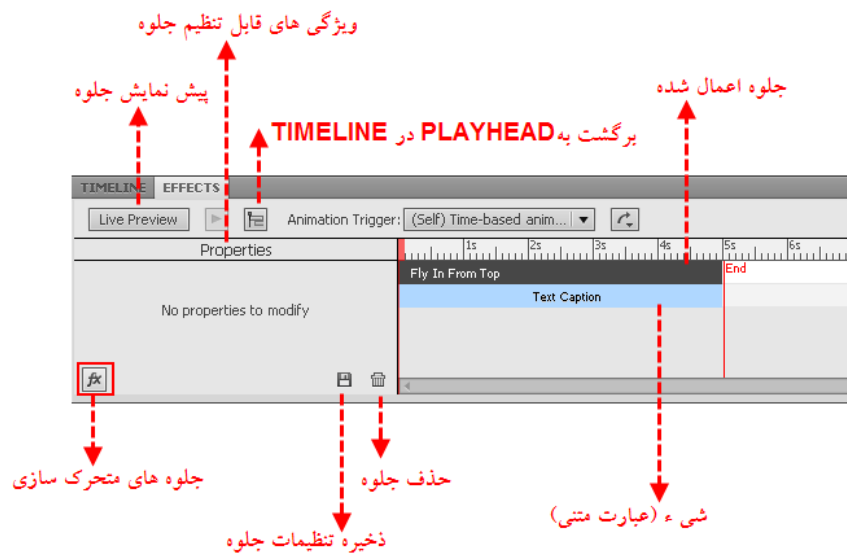 ویژگی های قابل تنظیم جلوه
پیش نمایش جلوه
جلوه اعمال شده
برگشت به PLAYHEAD در TIMELINE
TIMELINE EFFECTS
Live Preview Animation Trigger: (Self) Time-based anim...
Properties 1s 2s 3s 4s 5s 6s
Fly In From Top End
Text Caption
No properties to modify
fx
جلوه های متحرک سازی
حذف جلوه
شی ء (عبارت متنی)
ذخیره تنظیمات جلوه